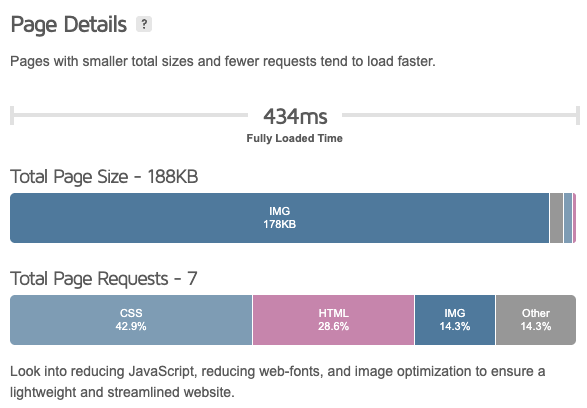 Page Details ?
Pages with smaller total sizes and fewer requests tend to load faster.
434ms
Fully Loaded Time
Total Page Size - 188KB
IMG
178KB
Total Page Requests - 7
CSS HTML IMG Other
42.9% 28.6% 14.3% 14.3%
Look into reducing JavaScript, reducing web-fonts, and image optimization to ensure a
lightweight and streamlined website.